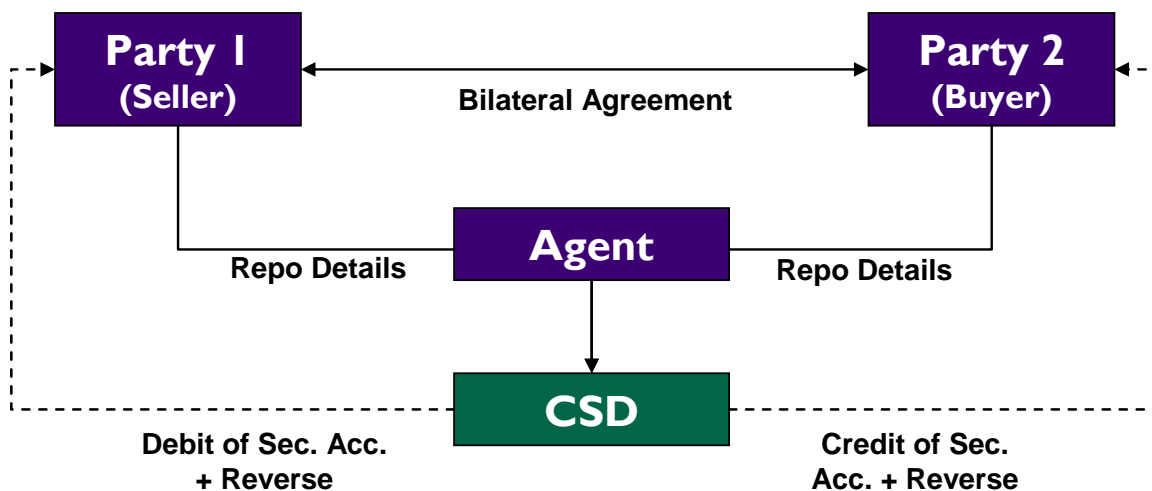 Party 1
(Seller)
Party 2
(Buyer)
Bilateral Agreement
Agent
Repo Details
Repo Details
CSD
Debit of Sec. Acc.
+ Reverse
Credit of Sec.
Acc. + Reverse